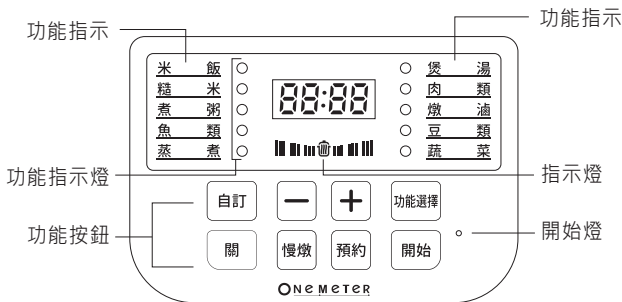 功能指示
功能指示
米 飯
糙 米
煮 粥
魚 類
蒸 煮
88:88
煲 湯
肉 類
燉 滷
豆 類
蔬 菜
功能指示燈
指示燈
功能按鈕
開始燈
自訂
−
+
功能選擇
關
慢燉
預約
開始
ONE METER